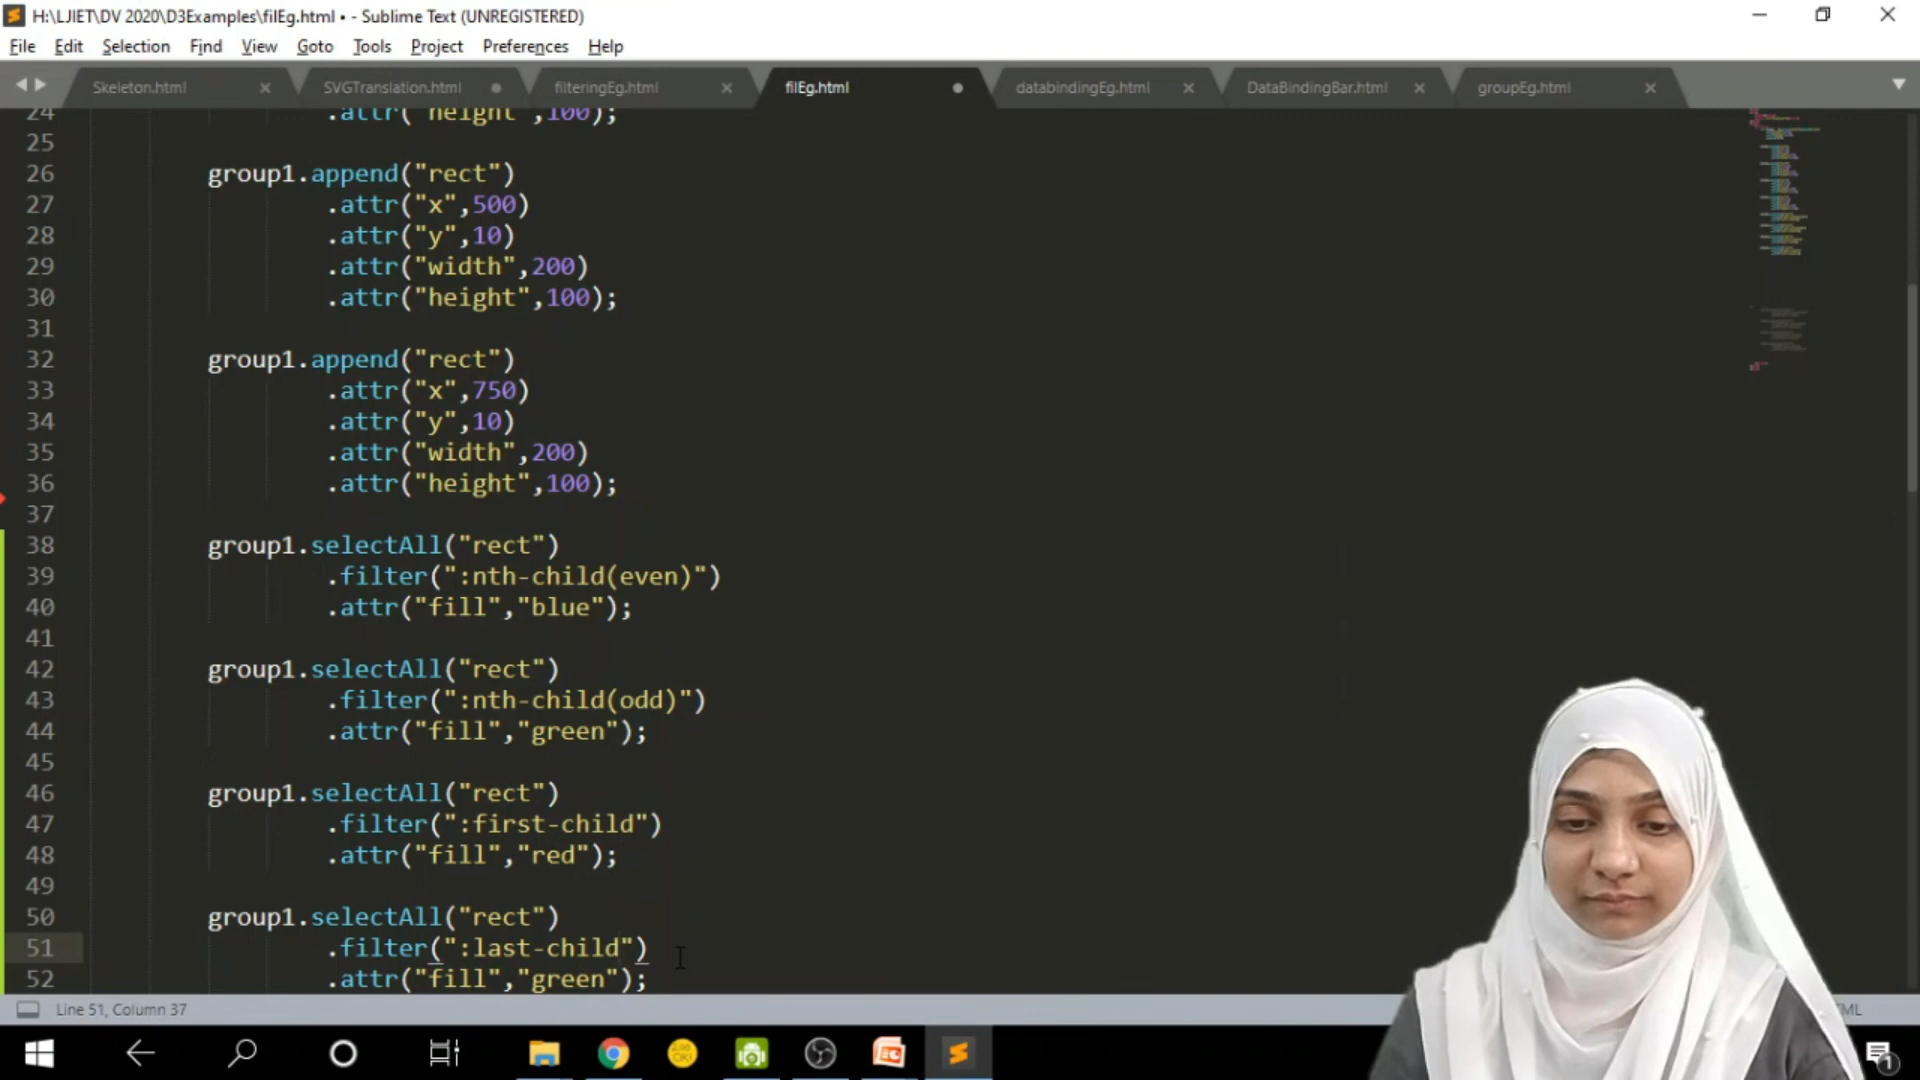 H:\LJIET\DV 2020\D3Examples\filEg.html • - Sublime Text (UNREGISTERED)
File Edit Selection Find View Goto Tools Project Preferences Help
Skeleton.html SVGTranslation.html filteringEg.html filEg.html databindingEg.html DataBindingBar.html groupEg.html
24 .attr("height",100);
25
26 group1.append("rect")
27 .attr("x",500)
28 .attr("y",10)
29 .attr("width",200)
30 .attr("height",100);
31
32 group1.append("rect")
33 .attr("x",750)
34 .attr("y",10)
35 .attr("width",200)
36 .attr("height",100);
37
38 group1.selectAll("rect")
39 .filter(":nth-child(even)")
40 .attr("fill","blue");
41
42 group1.selectAll("rect")
43 .filter(":nth-child(odd)")
44 .attr("fill","green");
45
46 group1.selectAll("rect")
47 .filter(":first-child")
48 .attr("fill","red");
49
50 group1.selectAll("rect")
51 .filter(":last-child")
52 .attr("fill","green");
Line 51, Column 37
1